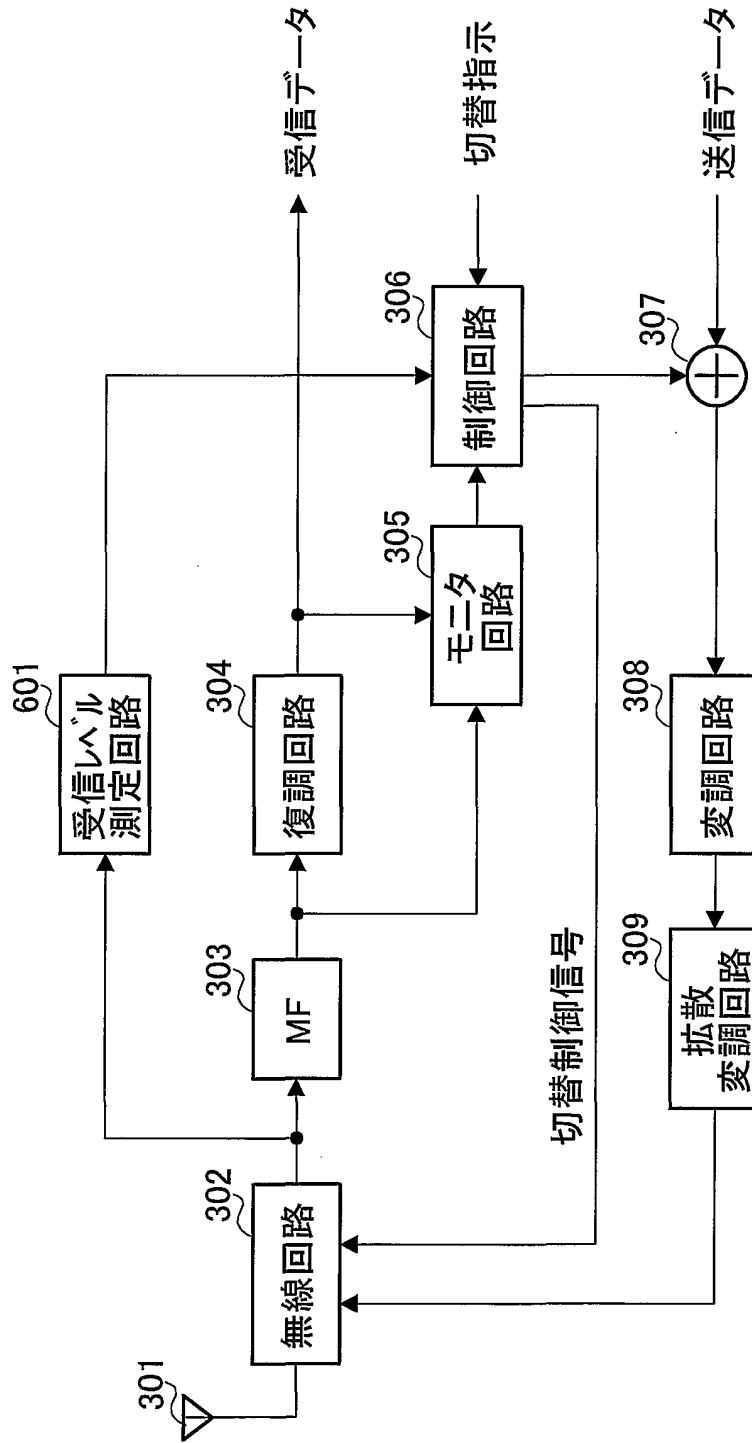 301
302
無線回路
303
MF
601
受信レベル
測定回路
304
復調回路
305
モニタ
回路
306
制御回路
受信データ
切替指示
切替制御信号
307
送信データ
308
変調回路
309
拡散
変調回路